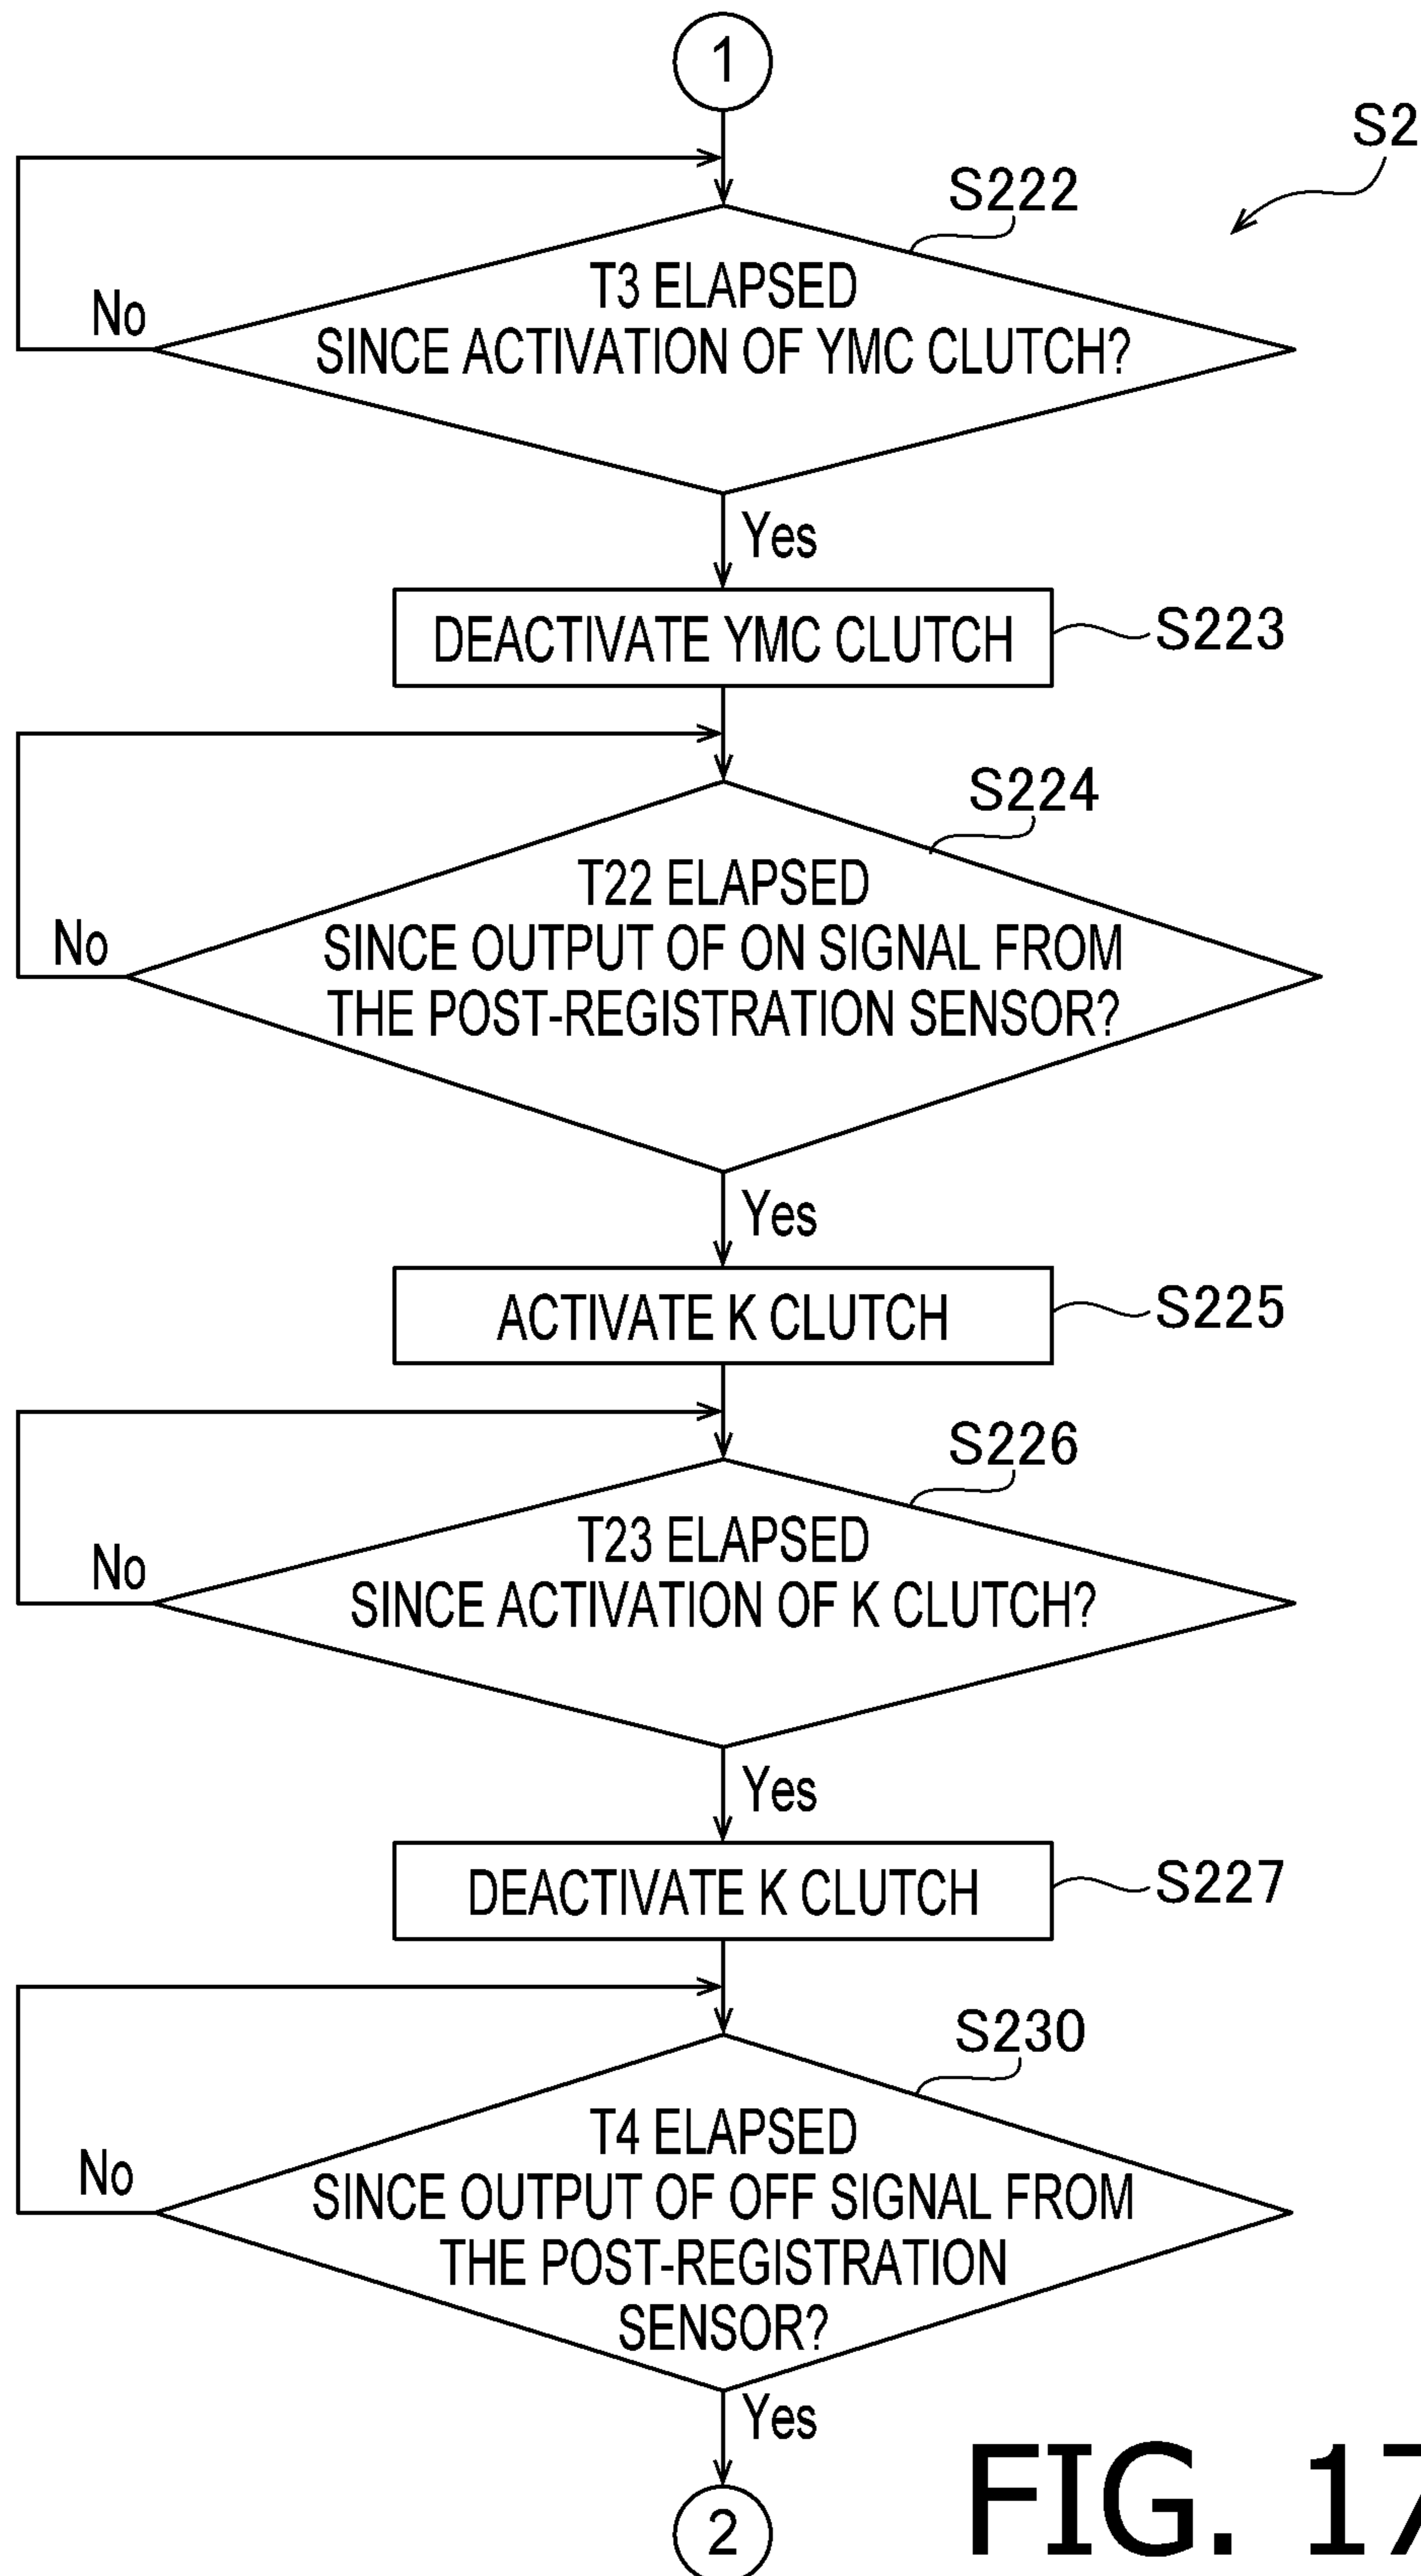 1
S2
S222
T3 ELAPSED
SINCE ACTIVATION OF YMC CLUTCH?
No
Yes
DEACTIVATE YMC CLUTCH
S223
S224
T22 ELAPSED
SINCE OUTPUT OF ON SIGNAL FROM
THE POST-REGISTRATION SENSOR?
No
Yes
ACTIVATE K CLUTCH
S225
S226
T23 ELAPSED
SINCE ACTIVATION OF K CLUTCH?
No
Yes
DEACTIVATE K CLUTCH
S227
S230
T4 ELAPSED
SINCE OUTPUT OF OFF SIGNAL FROM
THE POST-REGISTRATION
SENSOR?
No
Yes
2
FIG. 17